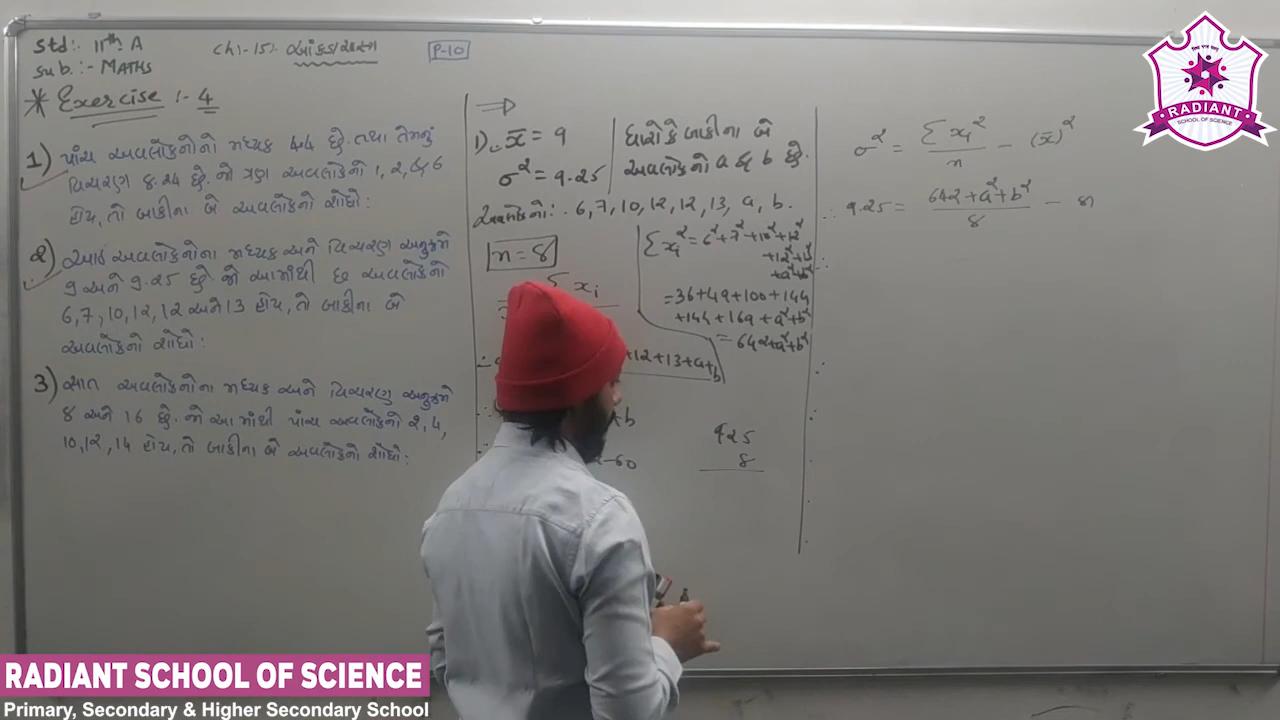 Std:- 11th A
Sub:- MATHS
Ch:-15:- આંકડાશાસ્ત્ર
P-10
* Exercise :- 4
1) પાંચ અવલોકનોનો મધ્યક 4.4 છે. તથા તેમનું
વિચરણ 8.24 છે. જો ત્રણ અવલોકનો 1, 2, 6
હોય, તો બાકીના બે અવલોકનો શોધો:
2) આઠ અવલોકનોના મધ્યક અને વિચરણ અનુક્રમે
9 અને 9.25 છે. જો આમાંથી છ અવલોકનો
6, 7, 10, 12, 12 અને 13 હોય, તો બાકીના બે
અવલોકનો શોધો:
3) સાત અવલોકનોના મધ્યક અને વિચરણ અનુક્રમે
8 અને 16 છે. જો આમાંથી પાંચ અવલોકનો 2, 4,
10, 12, 14 હોય, તો બાકીના બે અવલોકનો શોધો:
⇒
1) x̄ = 9
σ² = 9.25
ધારો કે બાકીના બે
અવલોકનો a & b છે.
અવલોકનો: 6, 7, 10, 12, 12, 13, a, b.
n = 8
Σxi² = 6² + 7² + 10² + 12²
+ 12² + 13²
+ a² + b²
= 36 + 49 + 100 + 144
+ 144 + 169 + a² + b²
= 642 + a² + b²
xi
+12+13+a+b
+b
-60
925
8
σ² = Σxi² / n - (x̄)²
∴ 9.25 = 642 + a² + b² / 8 - 81
RADIANT
SCHOOL OF SCIENCE
RADIANT SCHOOL OF SCIENCE
Primary, Secondary & Higher Secondary School